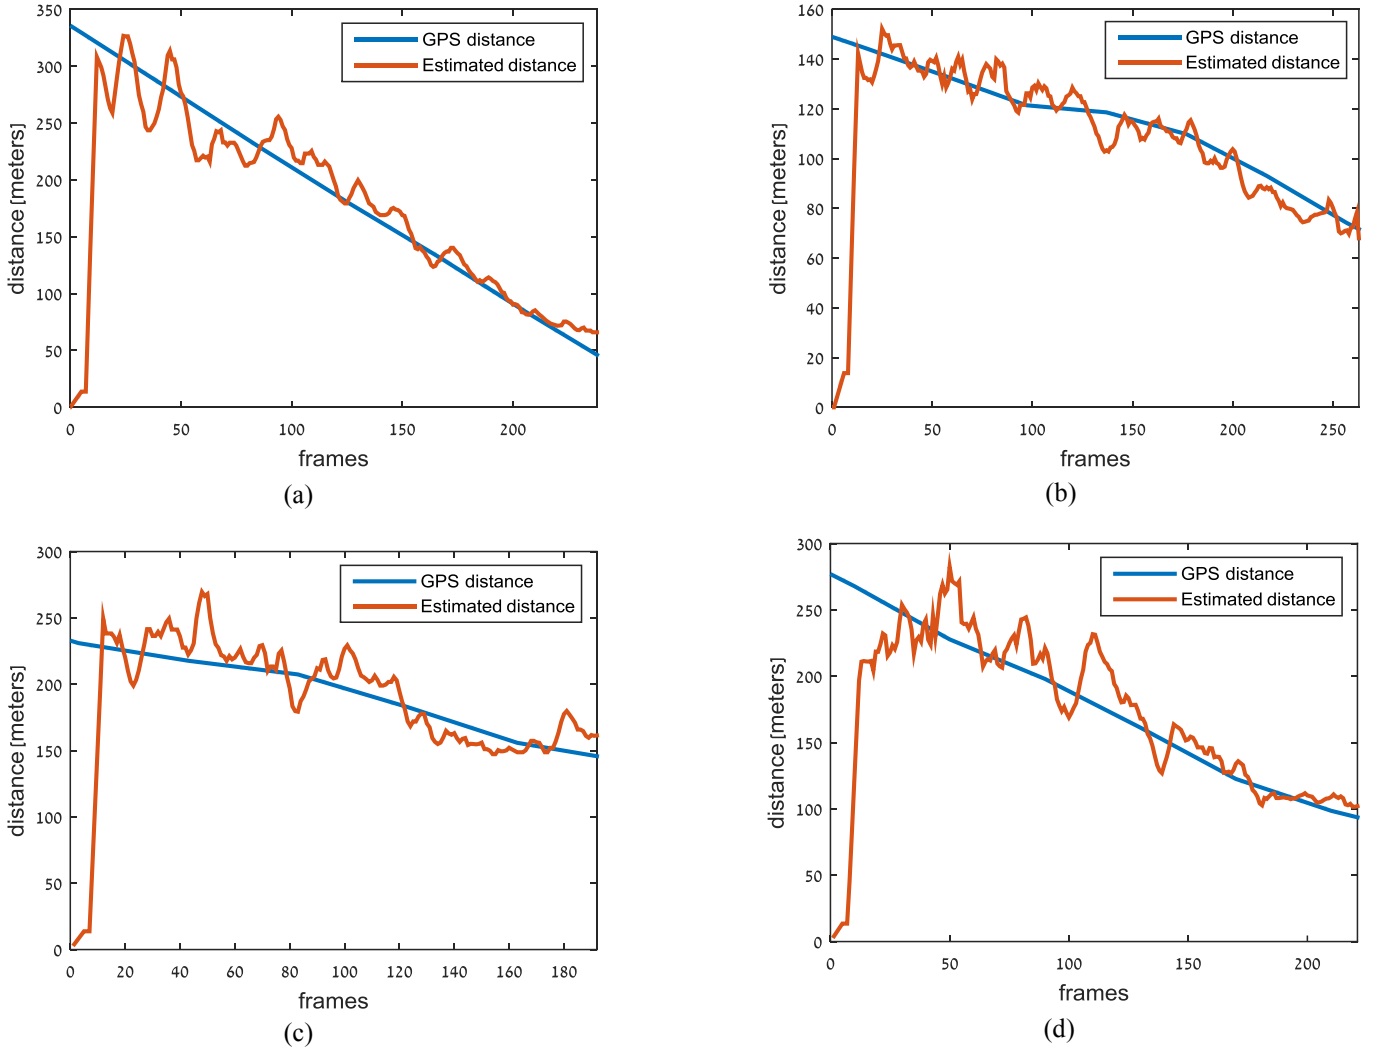 350
300
250
200
150
100
50
0
distance [meters]
GPS distance
Estimated distance
0 50 100 150 200
frames
(a)
160
140
120
100
80
60
40
20
0
distance [meters]
GPS distance
Estimated distance
0 50 100 150 200 250
frames
(b)
300
250
200
150
100
50
0
distance [meters]
GPS distance
Estimated distance
0 20 40 60 80 100 120 140 160 180
frames
(c)
300
250
200
150
100
50
0
distance [meters]
GPS distance
Estimated distance
0 50 100 150 200
frames
(d)